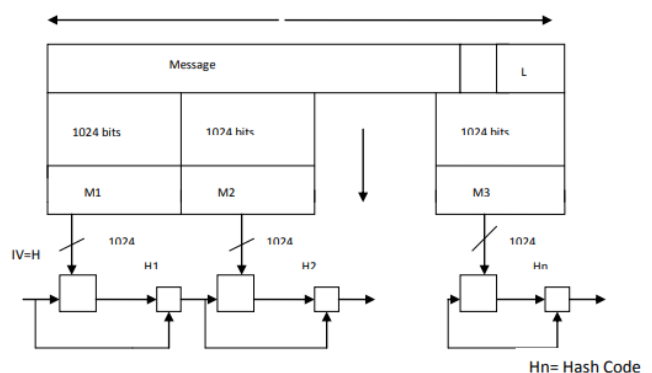 Message
L
1024 bits
1024 bits
1024 bits
M1
M2
M3
1024
1024
1024
IV=H
H1
H2
Hn
Hn= Hash Code